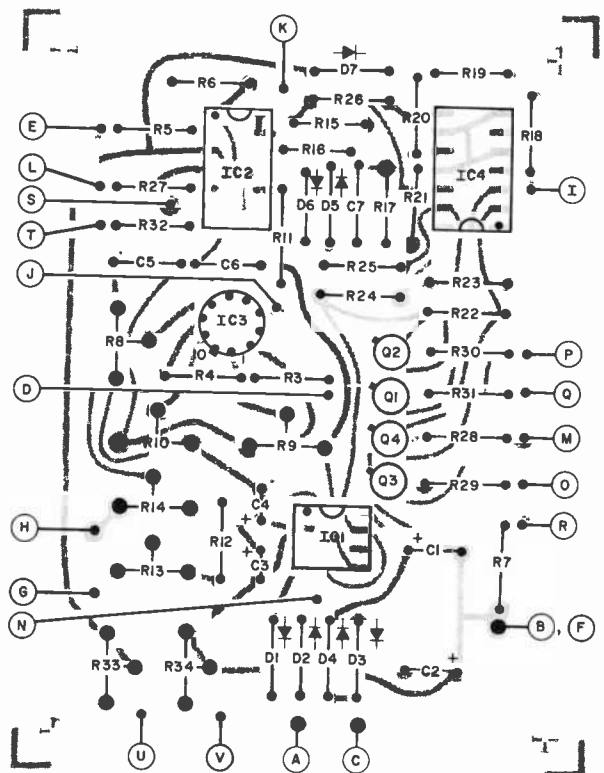 K
D7
R6
R19
R26
R20
R15
R18
E
R5
IC2
R16
IC4
L
R27
S
D6
D5
C7
R17
R21
I
T
R32
R11
C5
C6
R25
J
R23
R24
IC3
R22
R8
10
Q2
R30
P
R4
R3
D
Q1
R31
Q
R10
R9
Q4
R28
M
Q3
R29
O
C4
H
R14
IC1
R
R12
+
+
C1
R7
C3
R13
G
N
B, F
D1
D2
D4
D3
R33
R34
C2
+
U
V
A
C